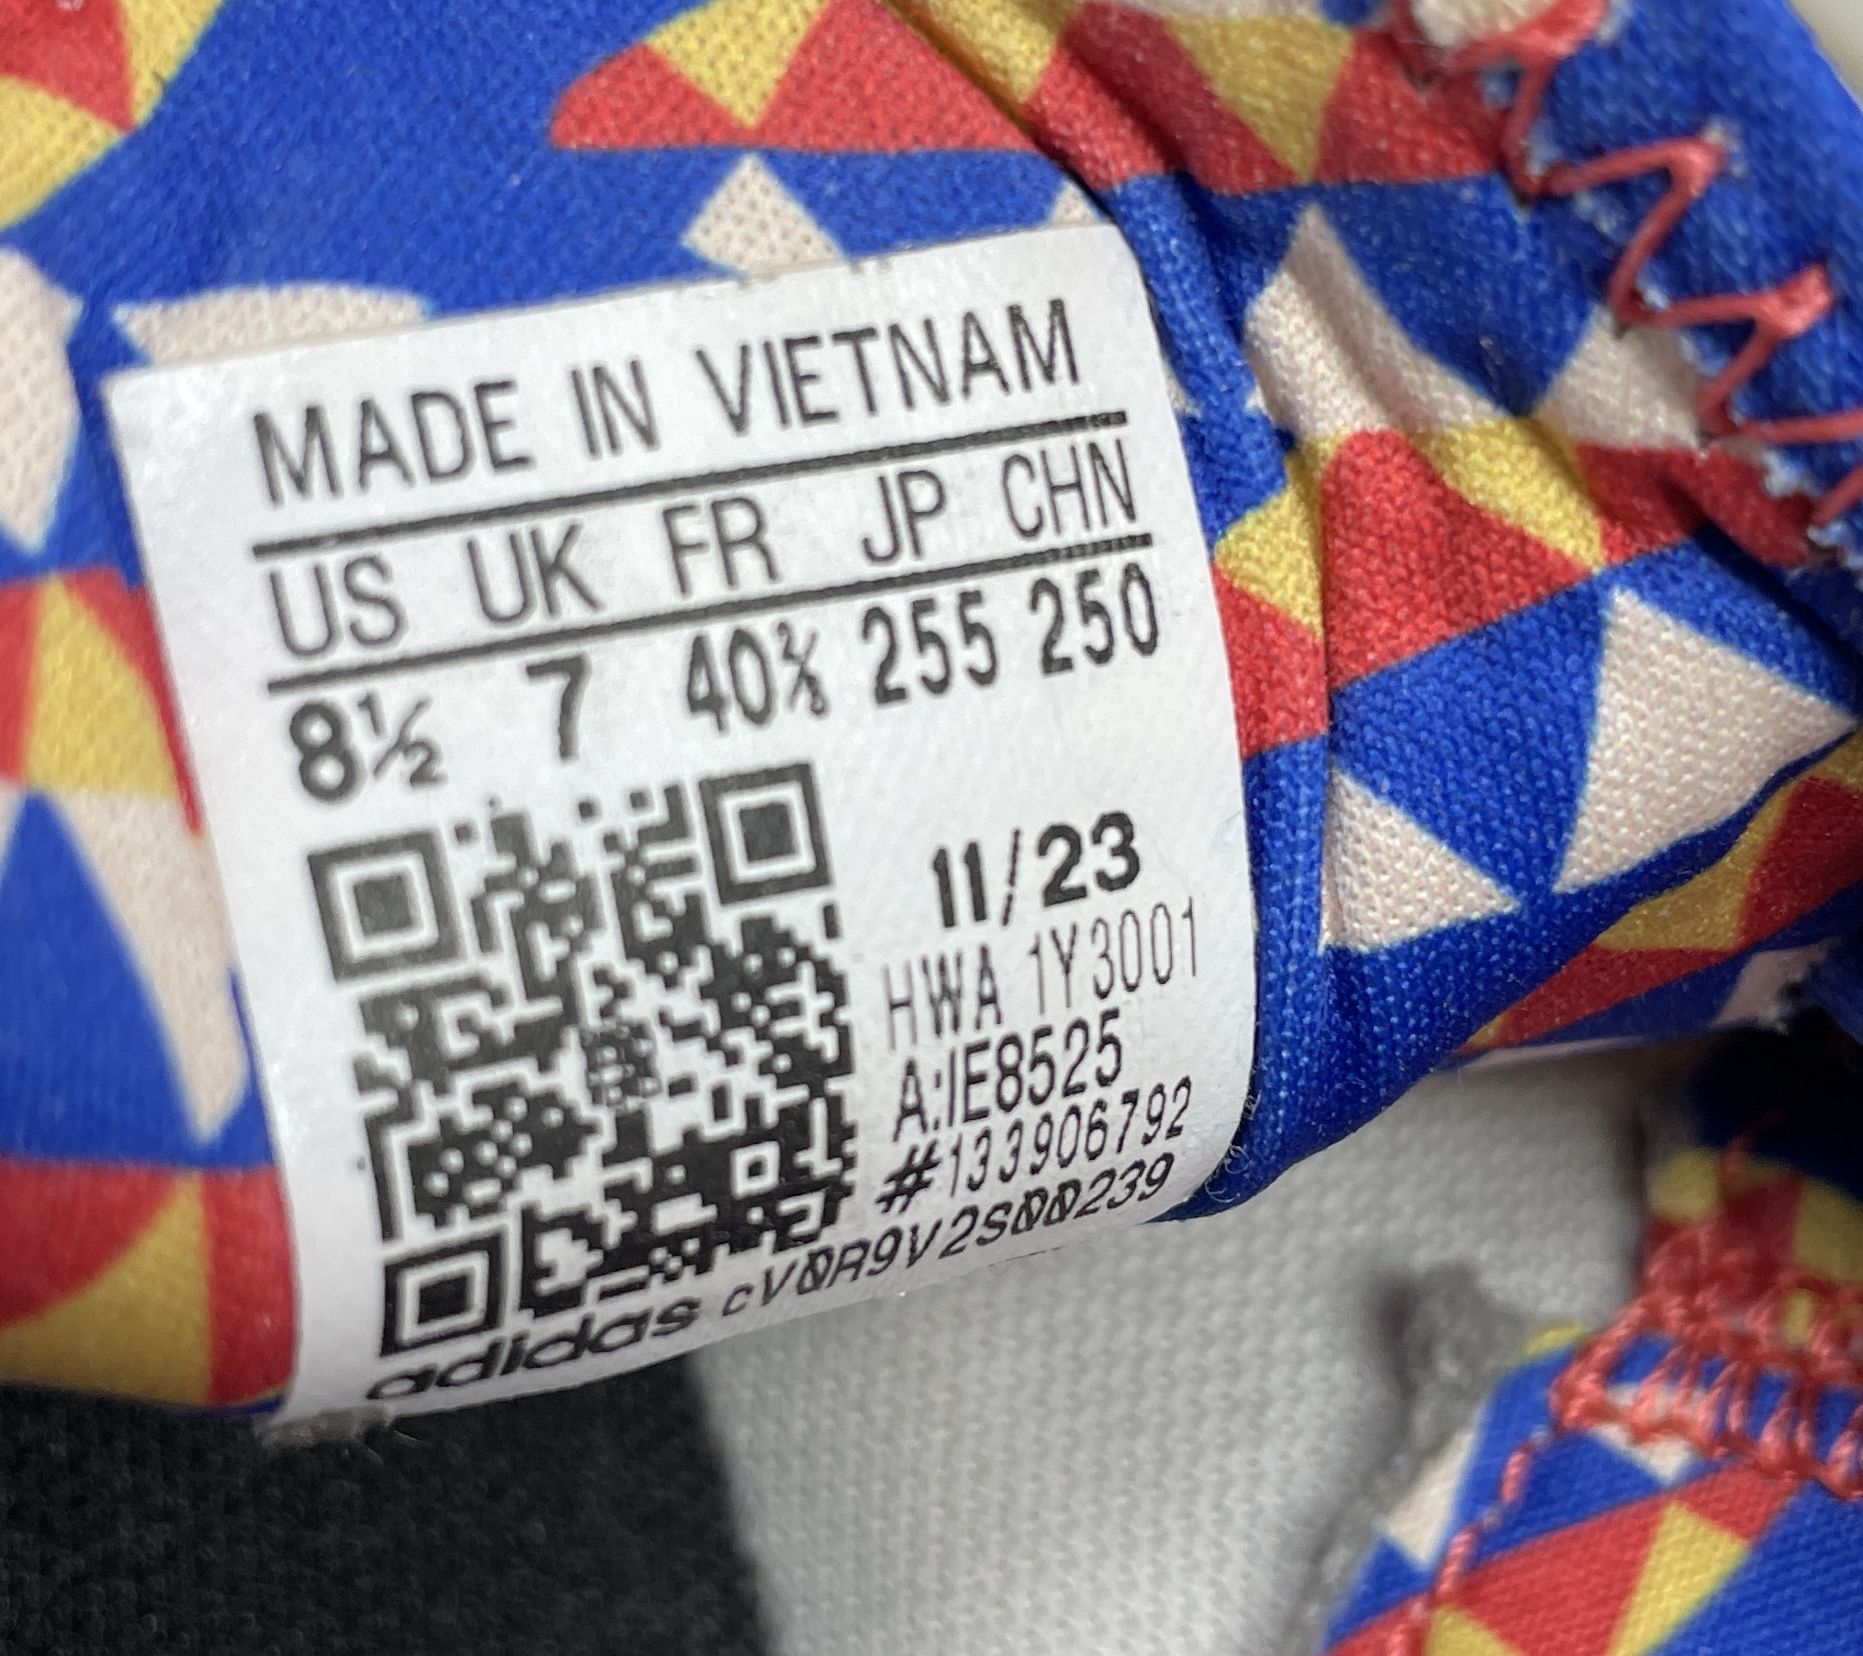 MADE IN VIETNAM
US UK FR JP CHN
8½ 7 40⅔ 255 250
11/23
HWA 1Y3001
A:IE8525
#133906792
adidas cV0R9V2S00239